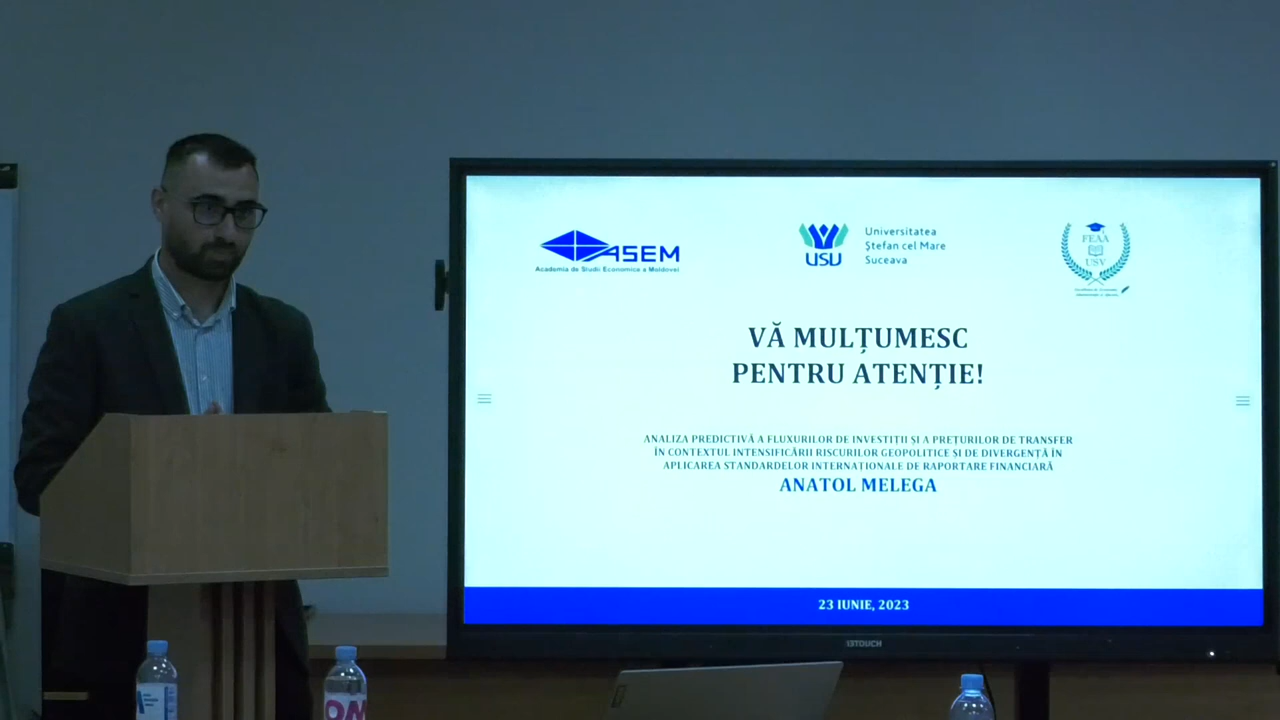 ASEM
Academia de Studii Economice a Moldovei
USU
Universitatea
Ștefan cel Mare
Suceava
FEAA
USV
VĂ MULȚUMESC
PENTRU ATENȚIE!
ANALIZA PREDICTIVĂ A FLUXURILOR DE INVESTIȚII ȘI A PREȚURILOR DE TRANSFER
ÎN CONTEXTUL INTENSIFICĂRII RISCURILOR GEOPOLITICE ȘI DE DIVERGENȚĂ ÎN
APLICAREA STANDARDELOR INTERNAȚIONALE DE RAPORTARE FINANCIARĂ
ANATOL MELEGA
23 IUNIE, 2023
OM